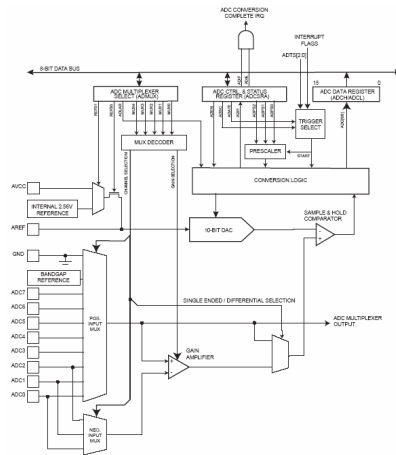 ADC CONVERSION
COMPLETE IRQ
INTERRUPT
FLAGS
ADTS[2:0]
8-BIT DATA BUS
15
0
ADC MULTIPLEXER
SELECT (ADMUX)
ADC CTRL. & STATUS
REGISTER (ADCSRA)
ADC DATA REGISTER
(ADCH/ADCL)
ADIF
ADIE
REFS1
REFS0
ADLAR
MUX4
MUX3
MUX2
MUX1
MUX0
ADEN
ADSC
ADATE
ADIF
ADPS2
ADPS1
ADPS0
ADC[9:0]
TRIGGER
SELECT
MUX DECODER
PRESCALER
START
CHANNEL SELECTION
GAIN SELECTION
CONVERSION LOGIC
AVCC
INTERNAL 2.56V
REFERENCE
AREF
10-BIT DAC
SAMPLE & HOLD
COMPARATOR
-
+
GND
BANDGAP
REFERENCE
ADC7
ADC6
ADC5
ADC4
ADC3
ADC2
ADC1
ADC0
POS.
INPUT
MUX
SINGLE ENDED / DIFFERENTIAL SELECTION
ADC MULTIPLEXER
OUTPUT
GAIN
AMPLIFIER
+
-
NEG.
INPUT
MUX